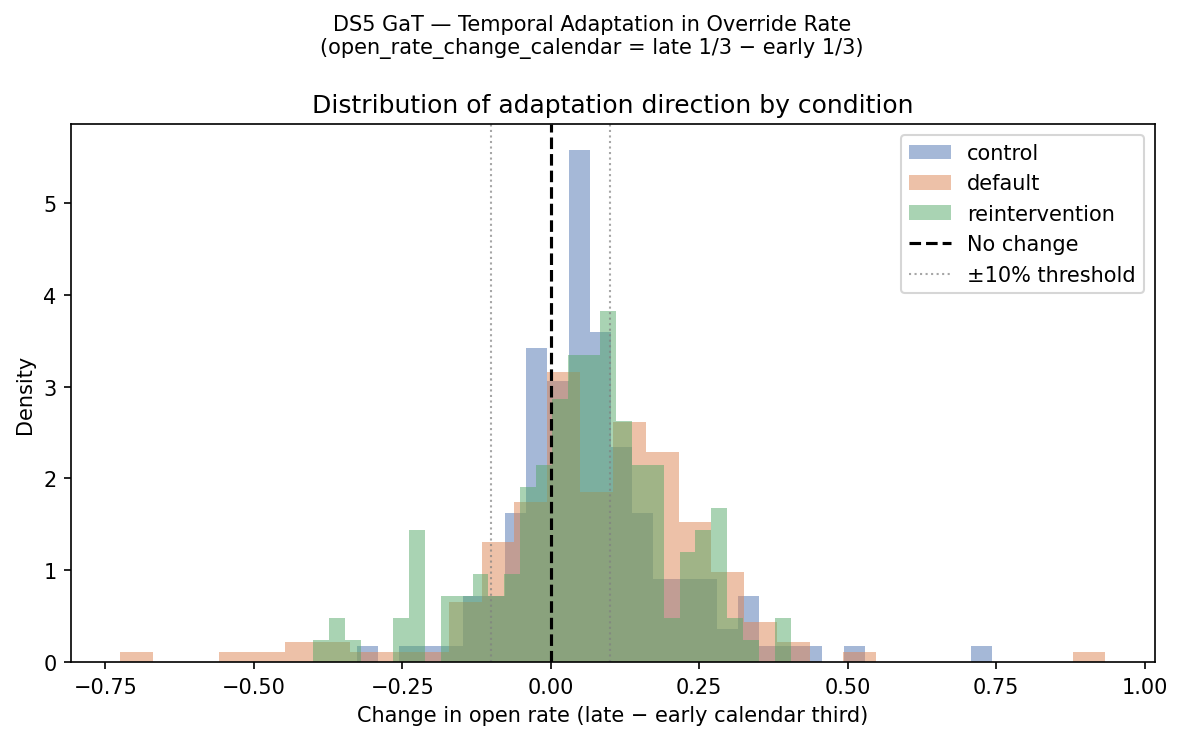 DS5 GaT — Temporal Adaptation in Override Rate
(open_rate_change_calendar = late 1/3 − early 1/3)
Distribution of adaptation direction by condition
control
default
reintervention
No change
±10% threshold
Density
5
4
3
2
1
0
−0.75 −0.50 −0.25 0.00 0.25 0.50 0.75 1.00
Change in open rate (late − early calendar third)